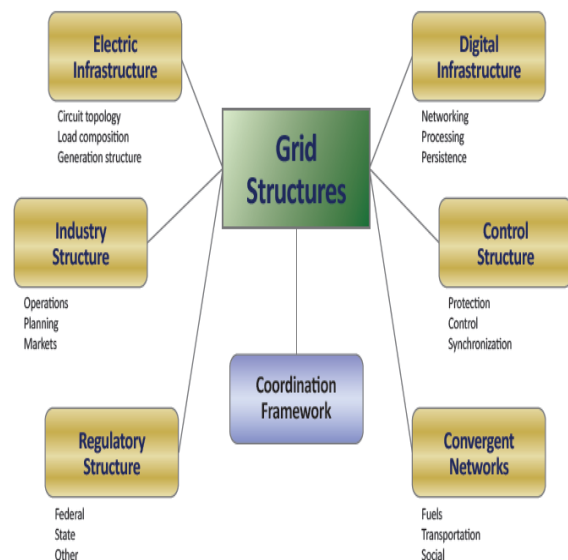 Electric
Infrastructure
Circuit topology
Load composition
Generation structure
Digital
Infrastructure
Networking
Processing
Persistence
Grid
Structures
Industry
Structure
Operations
Planning
Markets
Control
Structure
Protection
Control
Synchronization
Coordination
Framework
Regulatory
Structure
Federal
State
Other
Convergent
Networks
Fuels
Transportation
Social